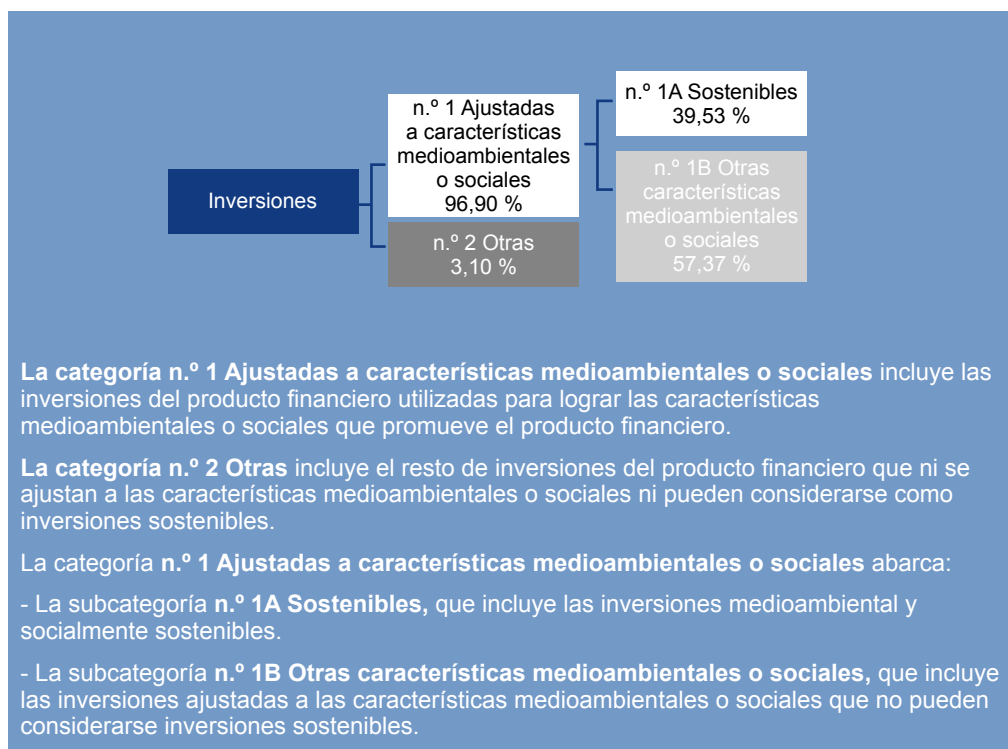 Inversiones
n.º 1 Ajustadas
a características
medioambientales
o sociales
96,90 %
n.º 2 Otras
3,10 %
n.º 1A Sostenibles
39,53 %
n.º 1B Otras
características
medioambientales
o sociales
57,37 %
La categoría n.º 1 Ajustadas a características medioambientales o sociales incluye las
inversiones del producto financiero utilizadas para lograr las características
medioambientales o sociales que promueve el producto financiero.
La categoría n.º 2 Otras incluye el resto de inversiones del producto financiero que ni se
ajustan a las características medioambientales o sociales ni pueden considerarse como
inversiones sostenibles.
La categoría n.º 1 Ajustadas a características medioambientales o sociales abarca:
- La subcategoría n.º 1A Sostenibles, que incluye las inversiones medioambiental y
socialmente sostenibles.
- La subcategoría n.º 1B Otras características medioambientales o sociales, que incluye
las inversiones ajustadas a las características medioambientales o sociales que no pueden
considerarse inversiones sostenibles.